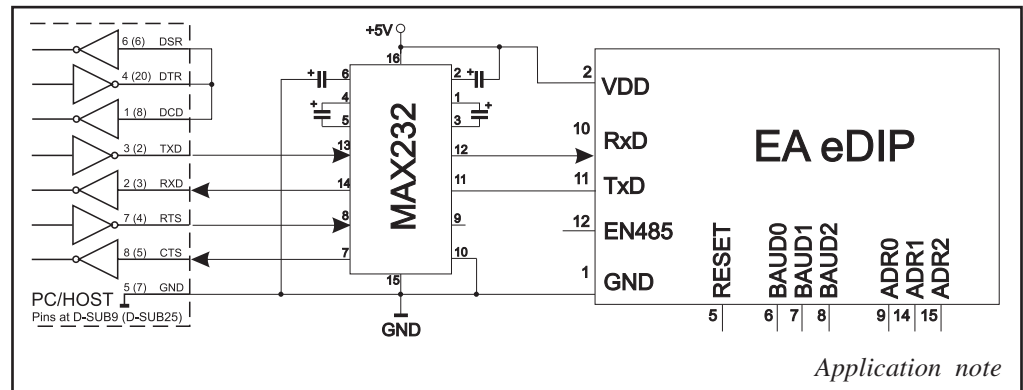 6 (6) DSR
4 (20) DTR
1 (8) DCD
3 (2) TXD
2 (3) RXD
7 (4) RTS
8 (5) CTS
5 (7) GND
PC/HOST
Pins at D-SUB9 (D-SUB25)
+5V
16
+ 6
2 +
4
1
+ 5
3 +
13
12
14
11
8
9
7
10
15
MAX232
GND
2 VDD
10 RxD
11 TxD
12 EN485
1 GND
EA eDIP
RESET
BAUD0
BAUD1
BAUD2
ADR0
ADR1
ADR2
5 6 7 8 9 14 15
Application note